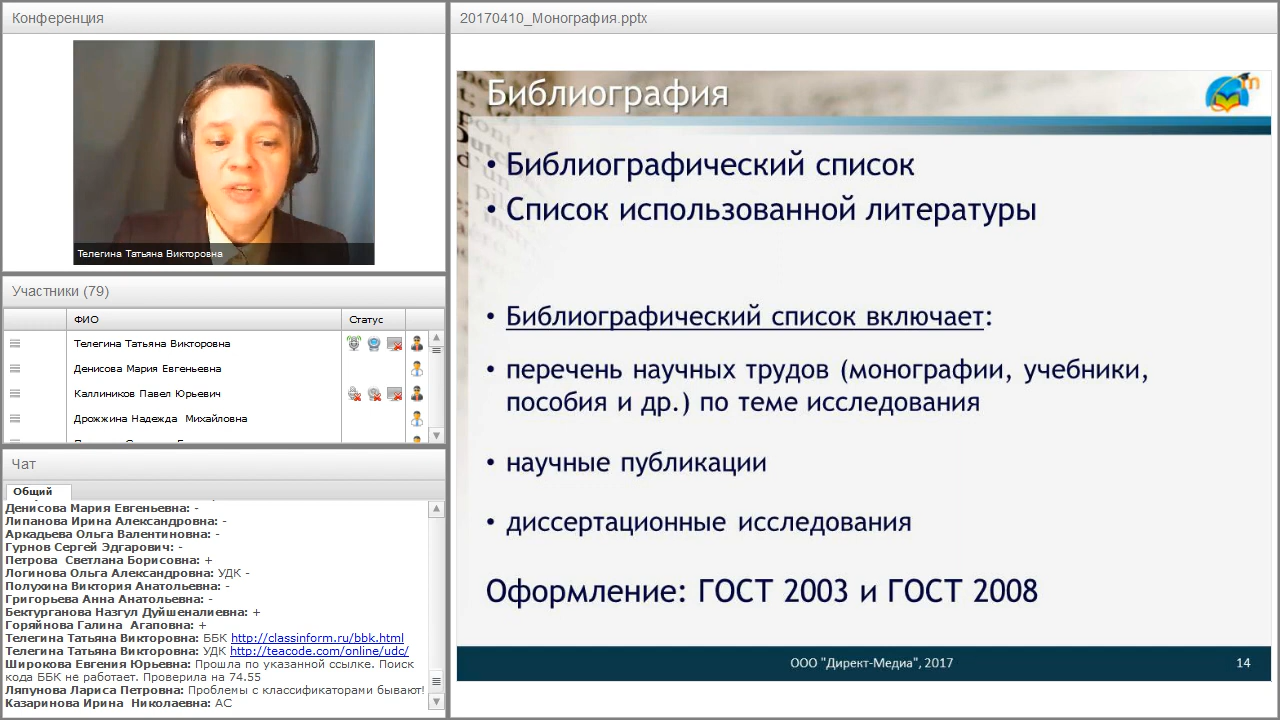 Конференция
Телегина Татьяна Викторовна
Участники (79)
ФИО
Статус
Телегина Татьяна Викторовна
Денисова Мария Евгеньевна
Каллиников Павел Юрьевич
Дрожжина Надежда Михайловна
Чат
Общий
Денисова Мария Евгеньевна: -
Липанова Ирина Александровна: -
Аркадьева Ольга Валентиновна: -
Гурнов Сергей Эдгарович: -
Петрова Светлана Борисовна: +
Логинова Ольга Александровна: УДК -
Полухина Виктория Анатольевна: -
Григорьева Анна Анатольевна: -
Бектурганова Назгул Дуйшеналиевна: +
Горяйнова Галина Агаповна: +
Телегина Татьяна Викторовна: ББК http://classinform.ru/bbk.html
Телегина Татьяна Викторовна: УДК http://teacode.com/online/udc/
Широкова Евгения Юрьевна: Прошла по указанной ссылке. Поиск
кода ББК не работает. Проверила на 74.55
Ляпунова Лариса Петровна: Проблемы с классификаторами бывают!
Казаринова Ирина Николаевна: АС
20170410_Монография.pptx
Библиография
• Библиографический список
• Список использованной литературы
• Библиографический список включает:
• перечень научных трудов (монографии, учебники,
пособия и др.) по теме исследования
• научные публикации
• диссертационные исследования
Оформление: ГОСТ 2003 и ГОСТ 2008
ООО "Директ-Медиа", 2017
14